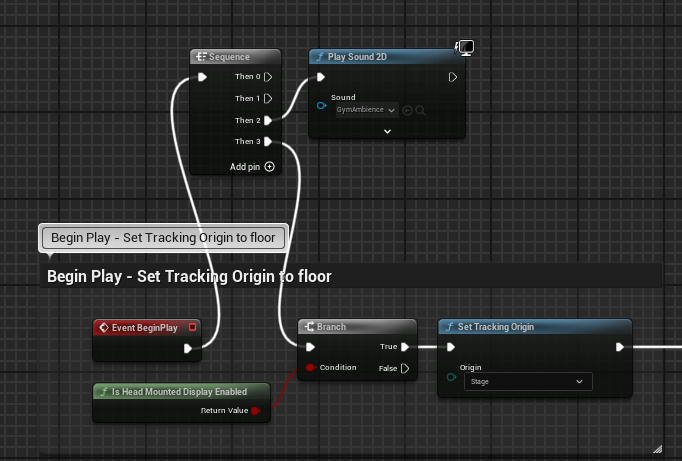 Sequence
Then 0
Then 1
Then 2
Then 3
Add pin
Play Sound 2D
Sound
GymAmbience
Begin Play - Set Tracking Origin to floor
Begin Play - Set Tracking Origin to floor
Event BeginPlay
Is Head Mounted Display Enabled
Return Value
Branch
True
Condition
False
Set Tracking Origin
Origin
Stage